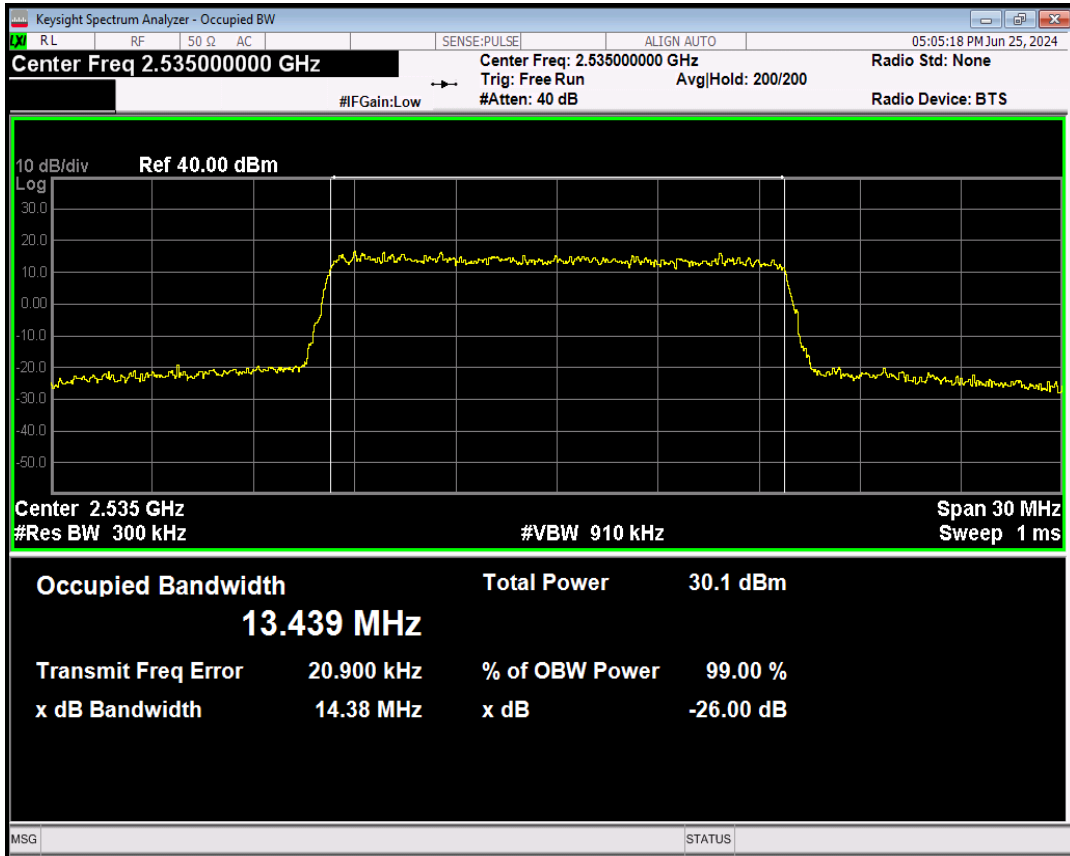 Keysight Spectrum Analyzer - Occupied BW
LXI RL RF 50 Ω AC SENSE:PULSE ALIGN AUTO 05:05:18 PM Jun 25, 2024
Center Freq 2.535000000 GHz Center Freq: 2.535000000 GHz Radio Std: None
Trig: Free Run Avg|Hold: 200/200
#IFGain:Low #Atten: 40 dB Radio Device: BTS
10 dB/div Ref 40.00 dBm
Log
30.0
20.0
10.0
0.00
-10.0
-20.0
-30.0
-40.0
-50.0
Center 2.535 GHz Span 30 MHz
#Res BW 300 kHz #VBW 910 kHz Sweep 1 ms
Occupied Bandwidth Total Power 30.1 dBm
13.439 MHz
Transmit Freq Error 20.900 kHz % of OBW Power 99.00 %
x dB Bandwidth 14.38 MHz x dB -26.00 dB
MSG STATUS